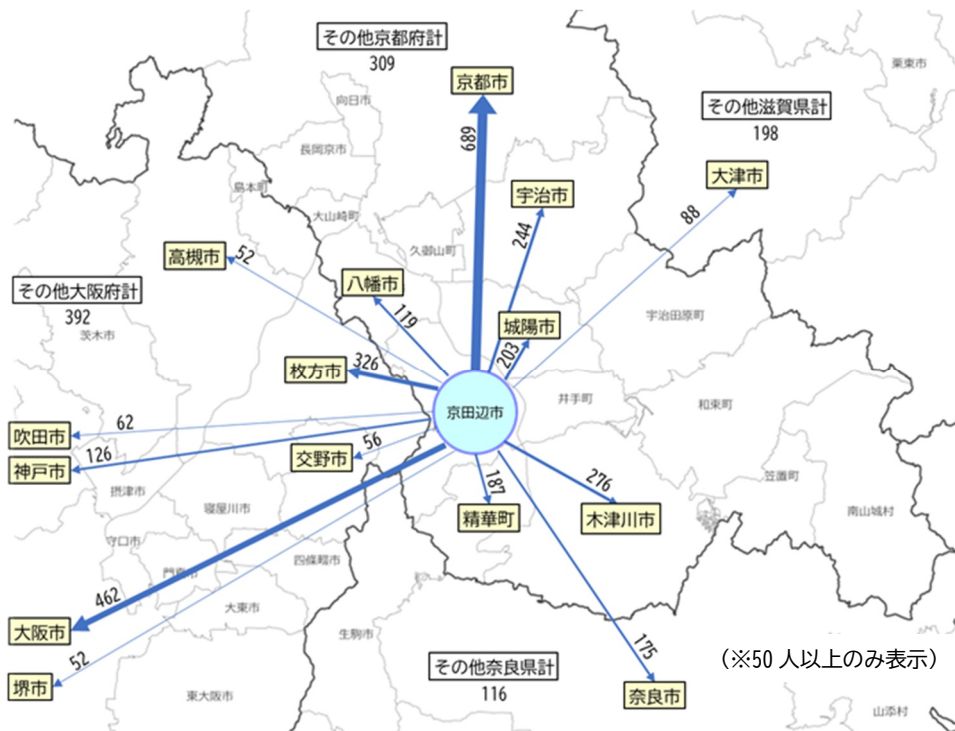 その他京都府計
309
京都市
栗東市
向日市
その他滋賀県計
198
689
長岡京市
大津市
島本町
宇治市
88
大山崎町
244
久御山町
高槻市
52
八幡市
その他大阪府計
392
119
城陽市
宇治田原町
茨木市
203
枚方市
326
京田辺市
井手町
和束町
吹田市
62
神戸市
126
交野市
56
187
276
笠置町
摂津市
寝屋川市
精華町
木津川市
南山城村
守口市
四條畷市
門真市
462
大東市
大阪市
生駒市
175
52
その他奈良県計
116
(※50人以上のみ表示)
堺市
東大阪市
奈良市
山添村